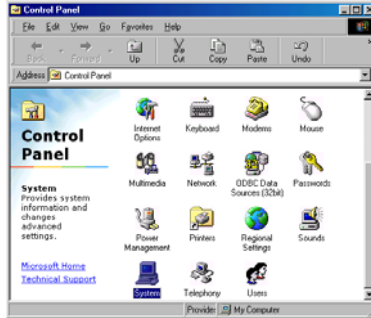 Control Panel
File Edit View Go Favorites Help
Back Forward Up Cut Copy Paste Undo
Address Control Panel
Control
Panel
System
Provides system
information and
changes
advanced
settings.
Microsoft Home
Technical Support
Internet
Options
Keyboard
Modems
Mouse
Multimedia
Network
ODBC Data
Sources (32bit)
Passwords
Power
Management
Printers
Regional
Settings
Sounds
System
Telephony
Users
Provider
My Computer